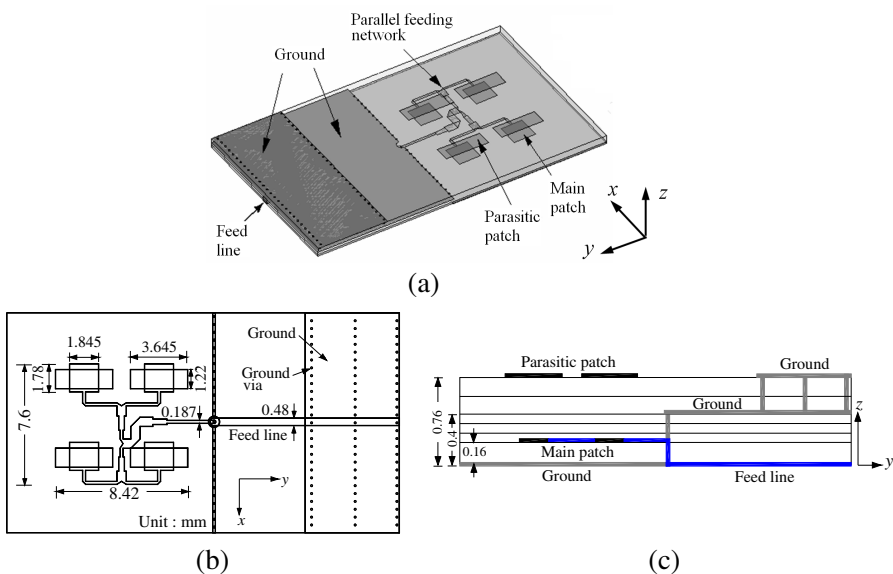 Parallel feeding
network
Ground
Main
patch
Parasitic
patch
Feed
line
x
z
y
(a)
1.845
3.645
1.78
1.22
7.6
0.187
8.42
Ground
Ground
via
0.48
Feed line
y
x
Unit : mm
(b)
Parasitic patch
Ground
Ground
z
0.76
0.4
0.16
Main patch
y
Ground
Feed line
(c)